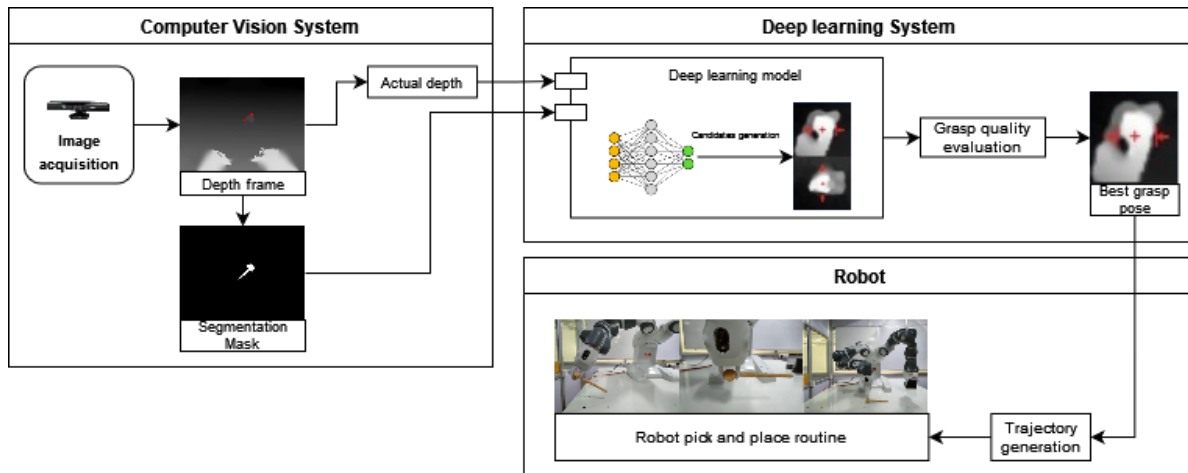 Computer Vision System
Image
acquisition
Depth frame
Segmentation
Mask
Actual depth
Deep learning System
Deep learning model
Candidates generation
Grasp quality
evaluation
Best grasp
pose
Robot
Robot pick and place routine
Trajectory
generation